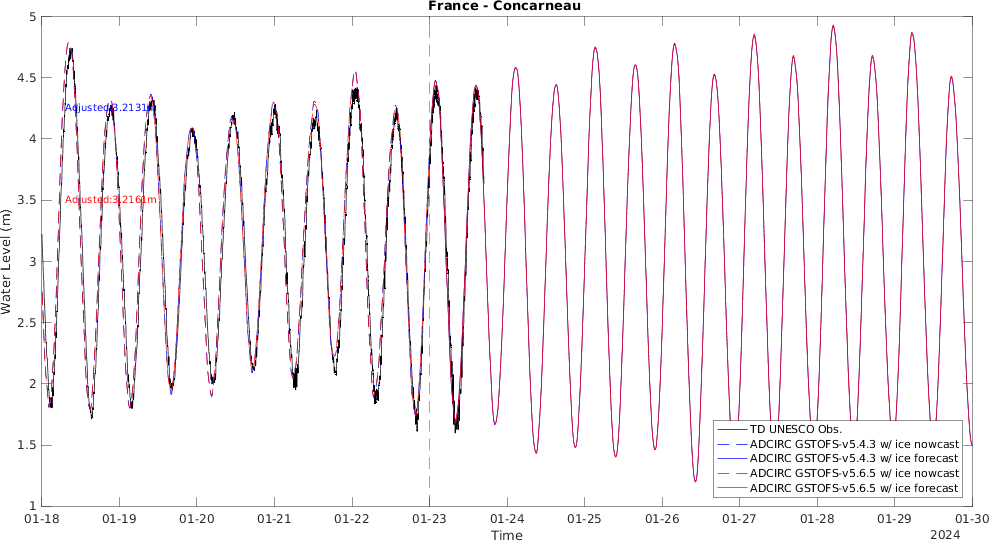 France - Concarneau
5
4.5
4
3.5
3
2.5
2
1.5
1
Water Level (m)
Adjusted:3.2131m
Adjusted:3.2161m
TD UNESCO Obs.
ADCIRC GSTOFS-v5.4.3 w/ ice nowcast
ADCIRC GSTOFS-v5.4.3 w/ ice forecast
ADCIRC GSTOFS-v5.6.5 w/ ice nowcast
ADCIRC GSTOFS-v5.6.5 w/ ice forecast
01-18 01-19 01-20 01-21 01-22 01-23 01-24 01-25 01-26 01-27 01-28 01-29 01-30
Time
2024